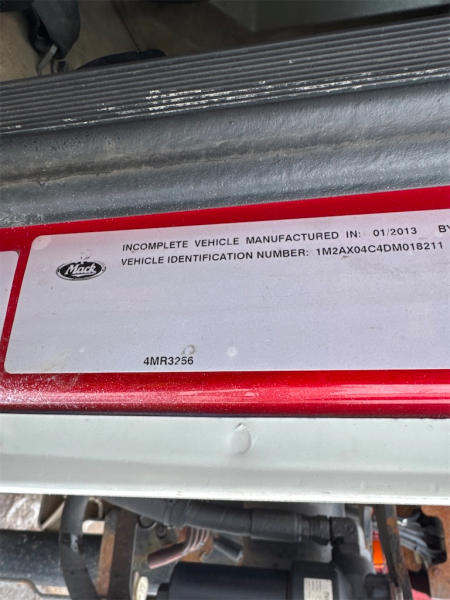 INCOMPLETE VEHICLE MANUFACTURED IN: 01/2013 BY
Mack
VEHICLE IDENTIFICATION NUMBER: 1M2AX04C4DM018211
4MR3256